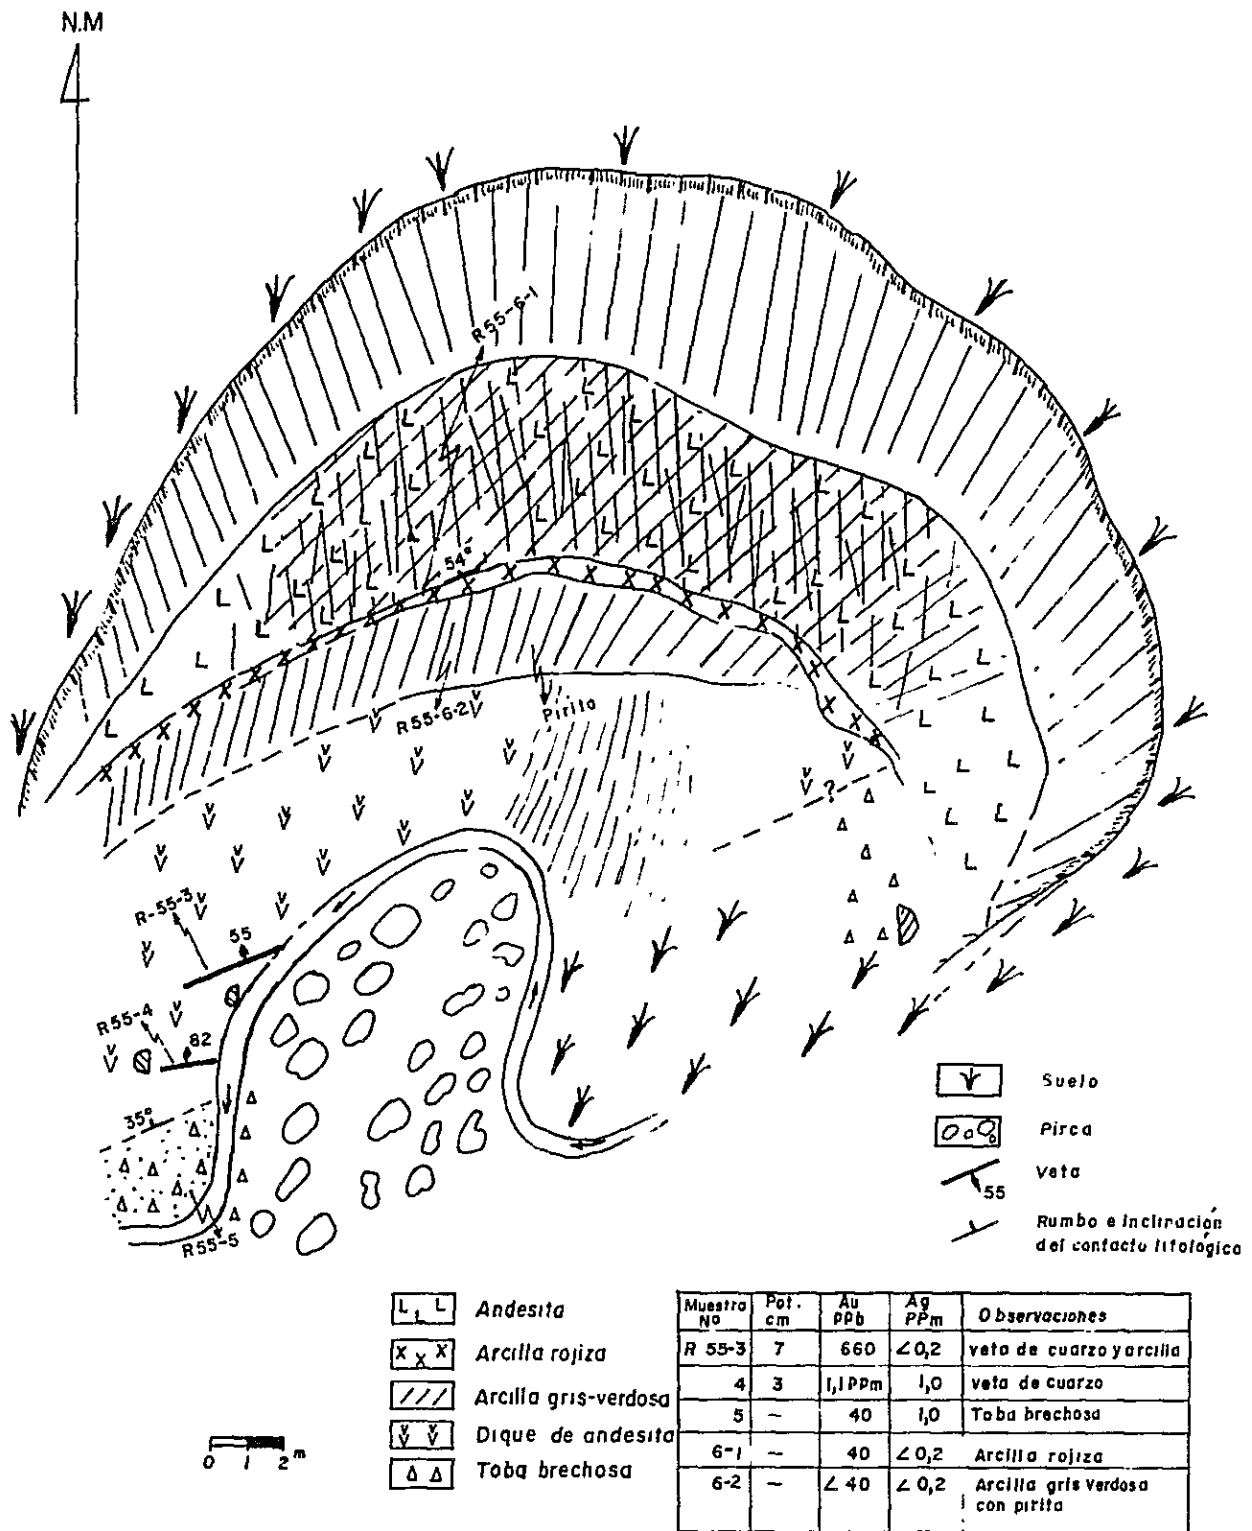 N.M
R55-6-1
54°
R55-6-2
Pirita
?
R-55-3
55
R55-4
82
35°
R55-5
Suelo
Pirca
Veta
55
Rumbo e inclinación
del contacto litológico
L L L Andesita
X X X Arcilla rojiza
Arcilla gris-verdosa
Dique de andesita
Toba brechosa
0 1 2 m
Muestra Nº Pot. cm Au PPb Ag PPm Observaciones
R 55-3 7 660 ∠0,2 veta de cuarzo y arcilla
4 3 1,1 PPm 1,0 veta de cuarzo
5 — 40 1,0 Toba brechosa
6-1 — 40 ∠0,2 Arcilla rojiza
6-2 — ∠40 ∠0,2 Arcilla gris verdosa
con pirita